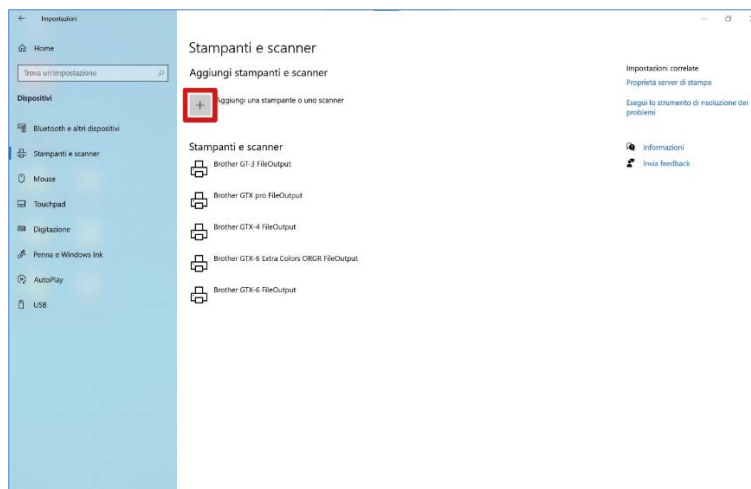 Impostazioni
Home
Trova un'impostazione
Dispositivi
Bluetooth e altri dispositivi
Stampanti e scanner
Mouse
Touchpad
Digitazione
Penna e Windows Ink
AutoPlay
USB
Stampanti e scanner
Aggiungi stampanti e scanner
Aggiungi una stampante o uno scanner
Stampanti e scanner
Brother GT-3 FileOutput
Brother GTX pro FileOutput
Brother GTX-4 FileOutput
Brother GTX-6 Extra Colors ORGR FileOutput
Brother GTX-6 FileOutput
Impostazioni correlate
Proprietà server di stampa
Esegui lo strumento di risoluzione dei
problemi
Informazioni
Invia feedback